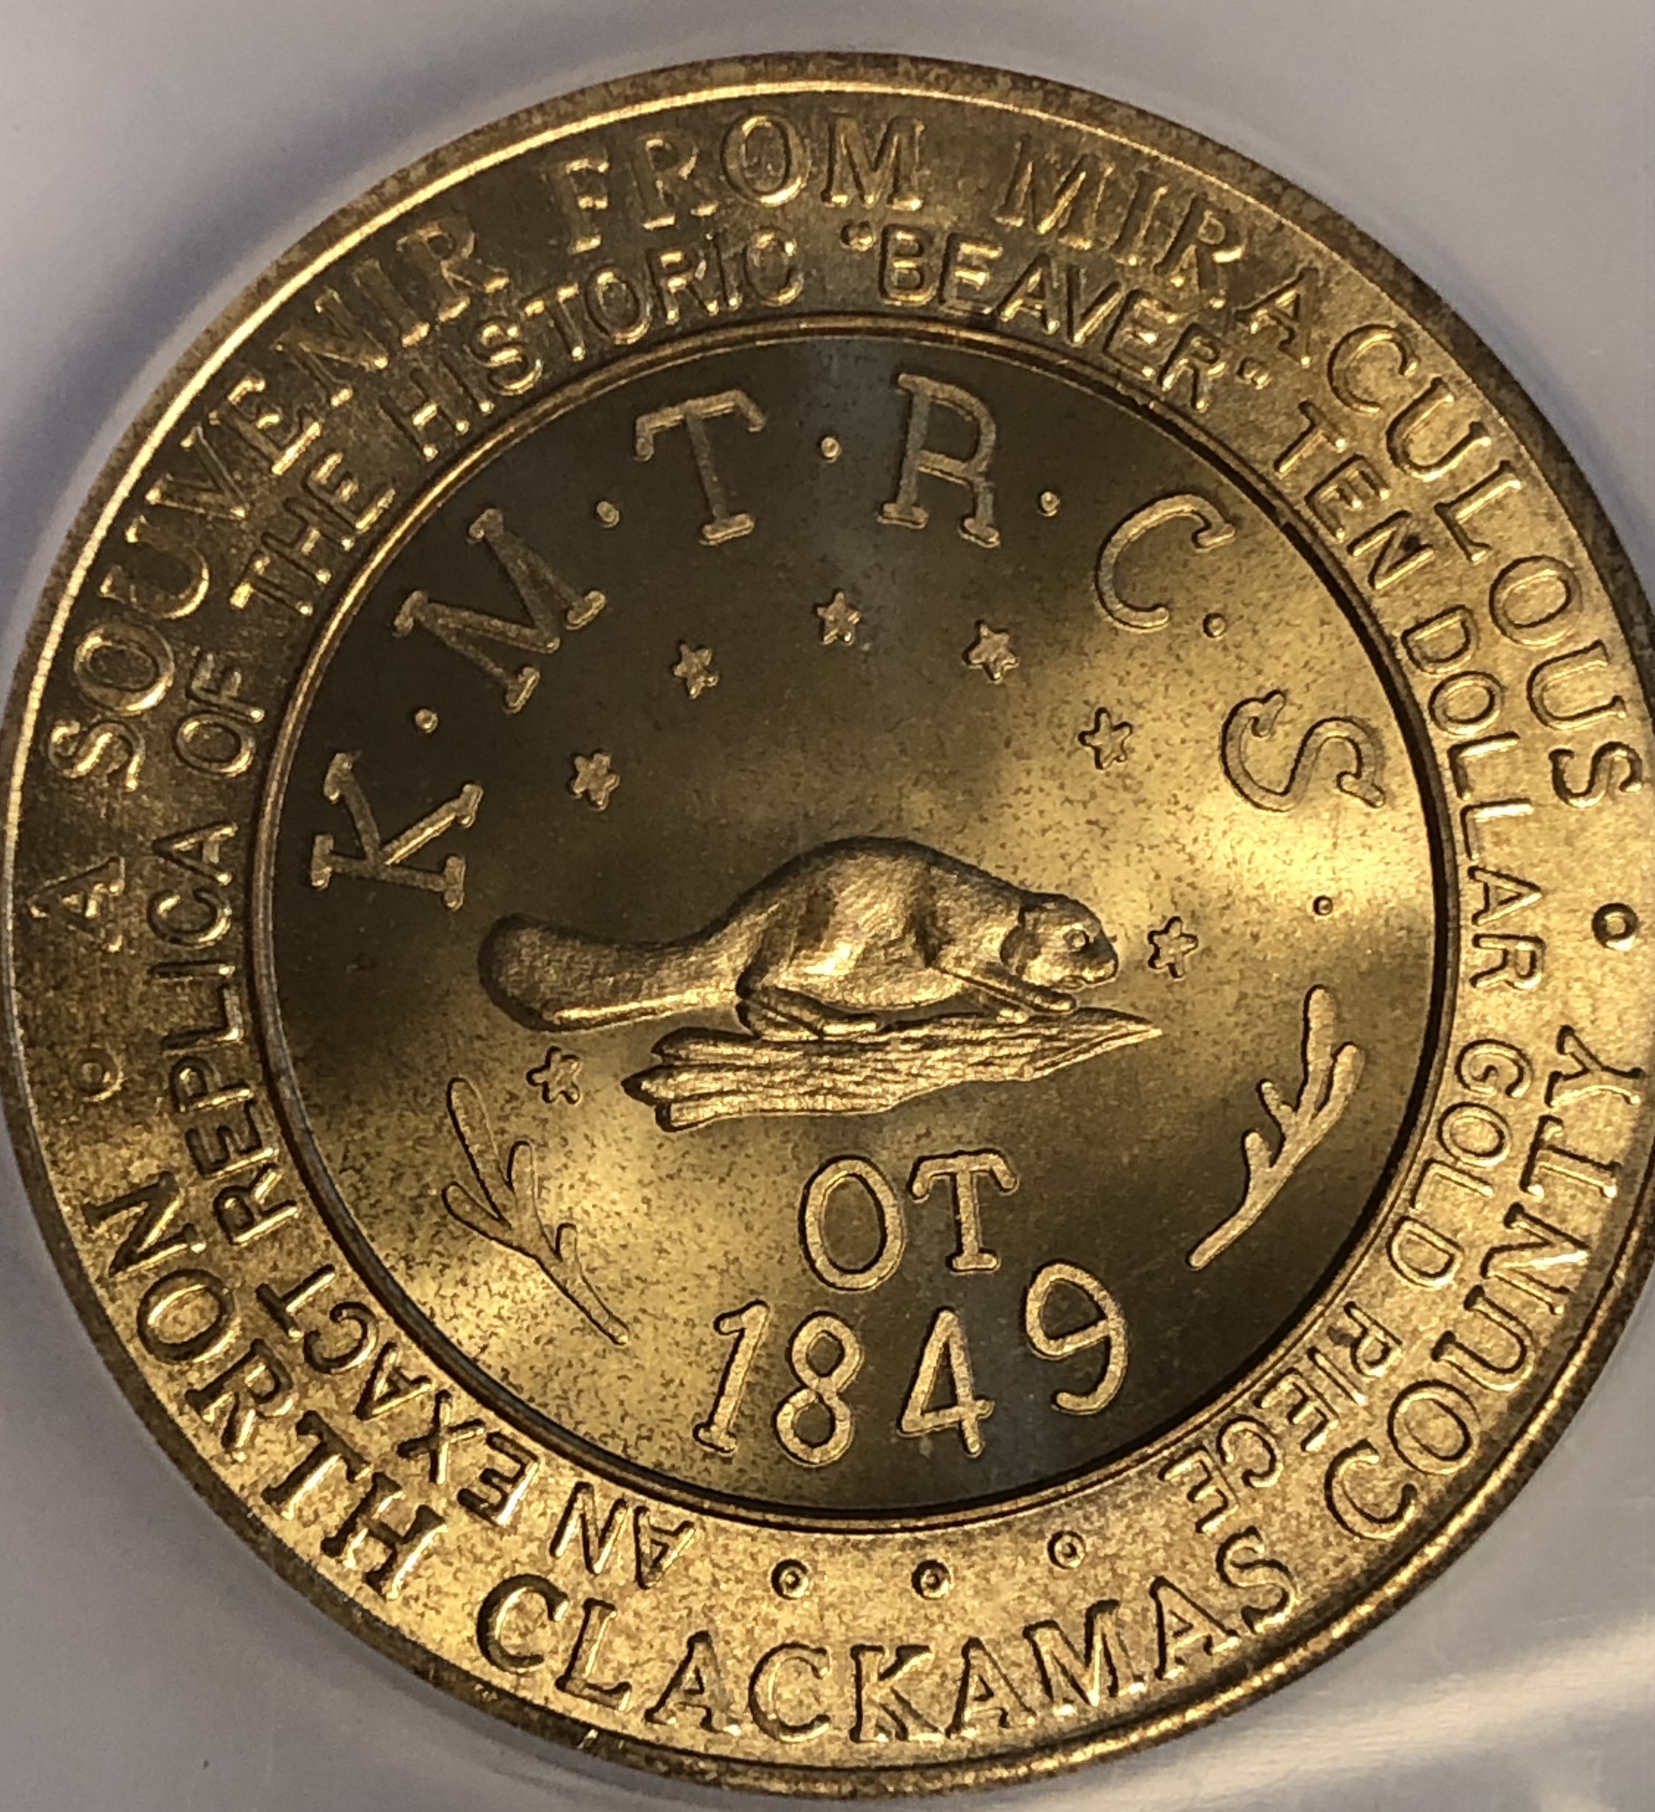 • A SOUVENIR FROM MIRACULOUS •
NORTH CLACKAMAS COUNTY
AN EXACT REPLICA OF THE HISTORIC "BEAVER" TEN DOLLAR GOLD PIECE • • •
K·M·T·R·C·S·
OT
1849